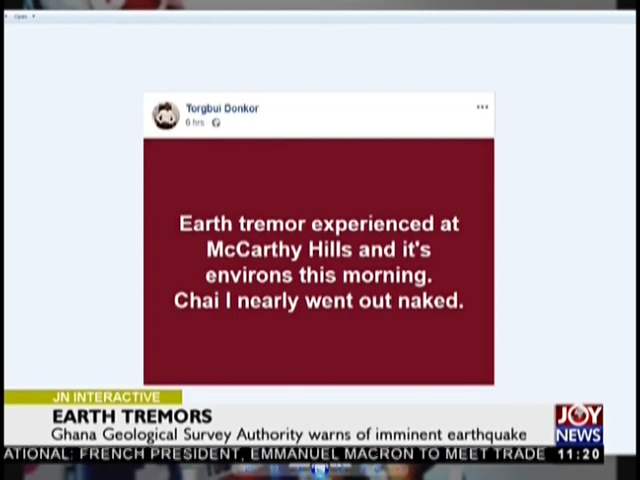 Open
Torgbui Donkor
6 hrs
Earth tremor experienced at
McCarthy Hills and it's
environs this morning.
Chai I nearly went out naked.
JN INTERACTIVE
EARTH TREMORS
Ghana Geological Survey Authority warns of imminent earthquake
JOY
NEWS
ATIONAL: FRENCH PRESIDENT, EMMANUEL MACRON TO MEET TRADE
11:20